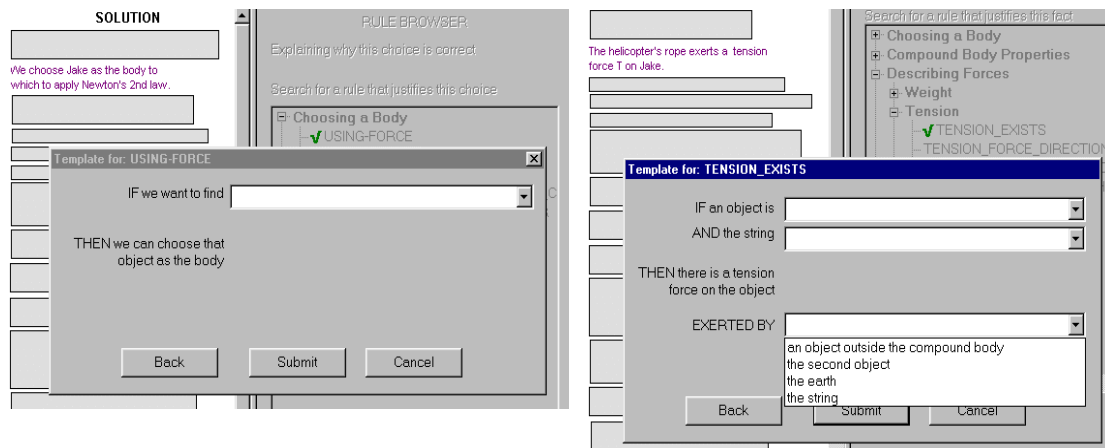 SOLUTION
We choose Jake as the body to
which to apply Newton's 2nd law.
RULE BROWSER
Explaining why this choice is correct
Search for a rule that justifies this choice
Choosing a Body
USING-FORCE
Template for: USING-FORCE
IF we want to find
THEN we can choose that
object as the body
Back
Submit
Cancel
The helicopter's rope exerts a tension
force T on Jake.
Search for a rule that justifies this fact
Choosing a Body
Compound Body Properties
Describing Forces
Weight
Tension
TENSION_EXISTS
TENSION_FORCE_DIRECTION
Template for: TENSION_EXISTS
IF an object is
AND the string
THEN there is a tension
force on the object
EXERTED BY
an object outside the compound body
the second object
the earth
the string
Back
Submit
Cancel